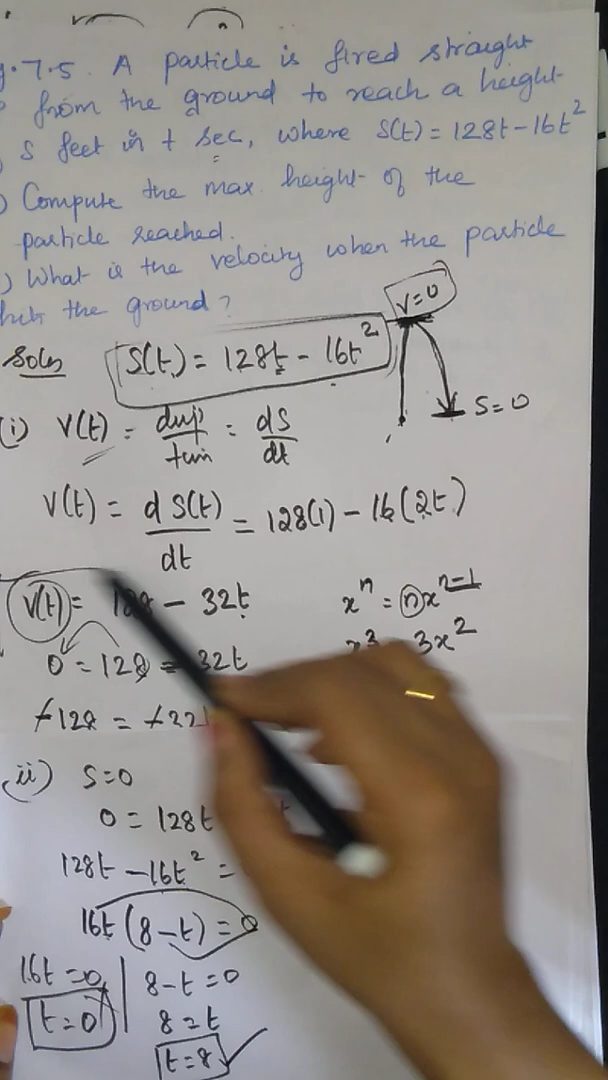 7.5. A particle is fired straight
from the ground to reach a height
s feet in t sec, where s(t) = 128t - 16t²
) Compute the max. height of the
particle reached.
) What is the velocity when the particle
the ground?
Soln
S(t) = 128t - 16t²
V=0
S=0
(i) V(t) = = dS/dt
V(t) = d S(t)/dt = 128(1) - 16(2t)
V(t) = 128 - 32t
xⁿ = nxⁿ⁻¹
3x²
0 = 128 = 32t
ii) S=0
0 = 128t
128t - 16t² =
16t (8-t) = 0
16t = 0
t=0
8-t=0
8=t
t=8